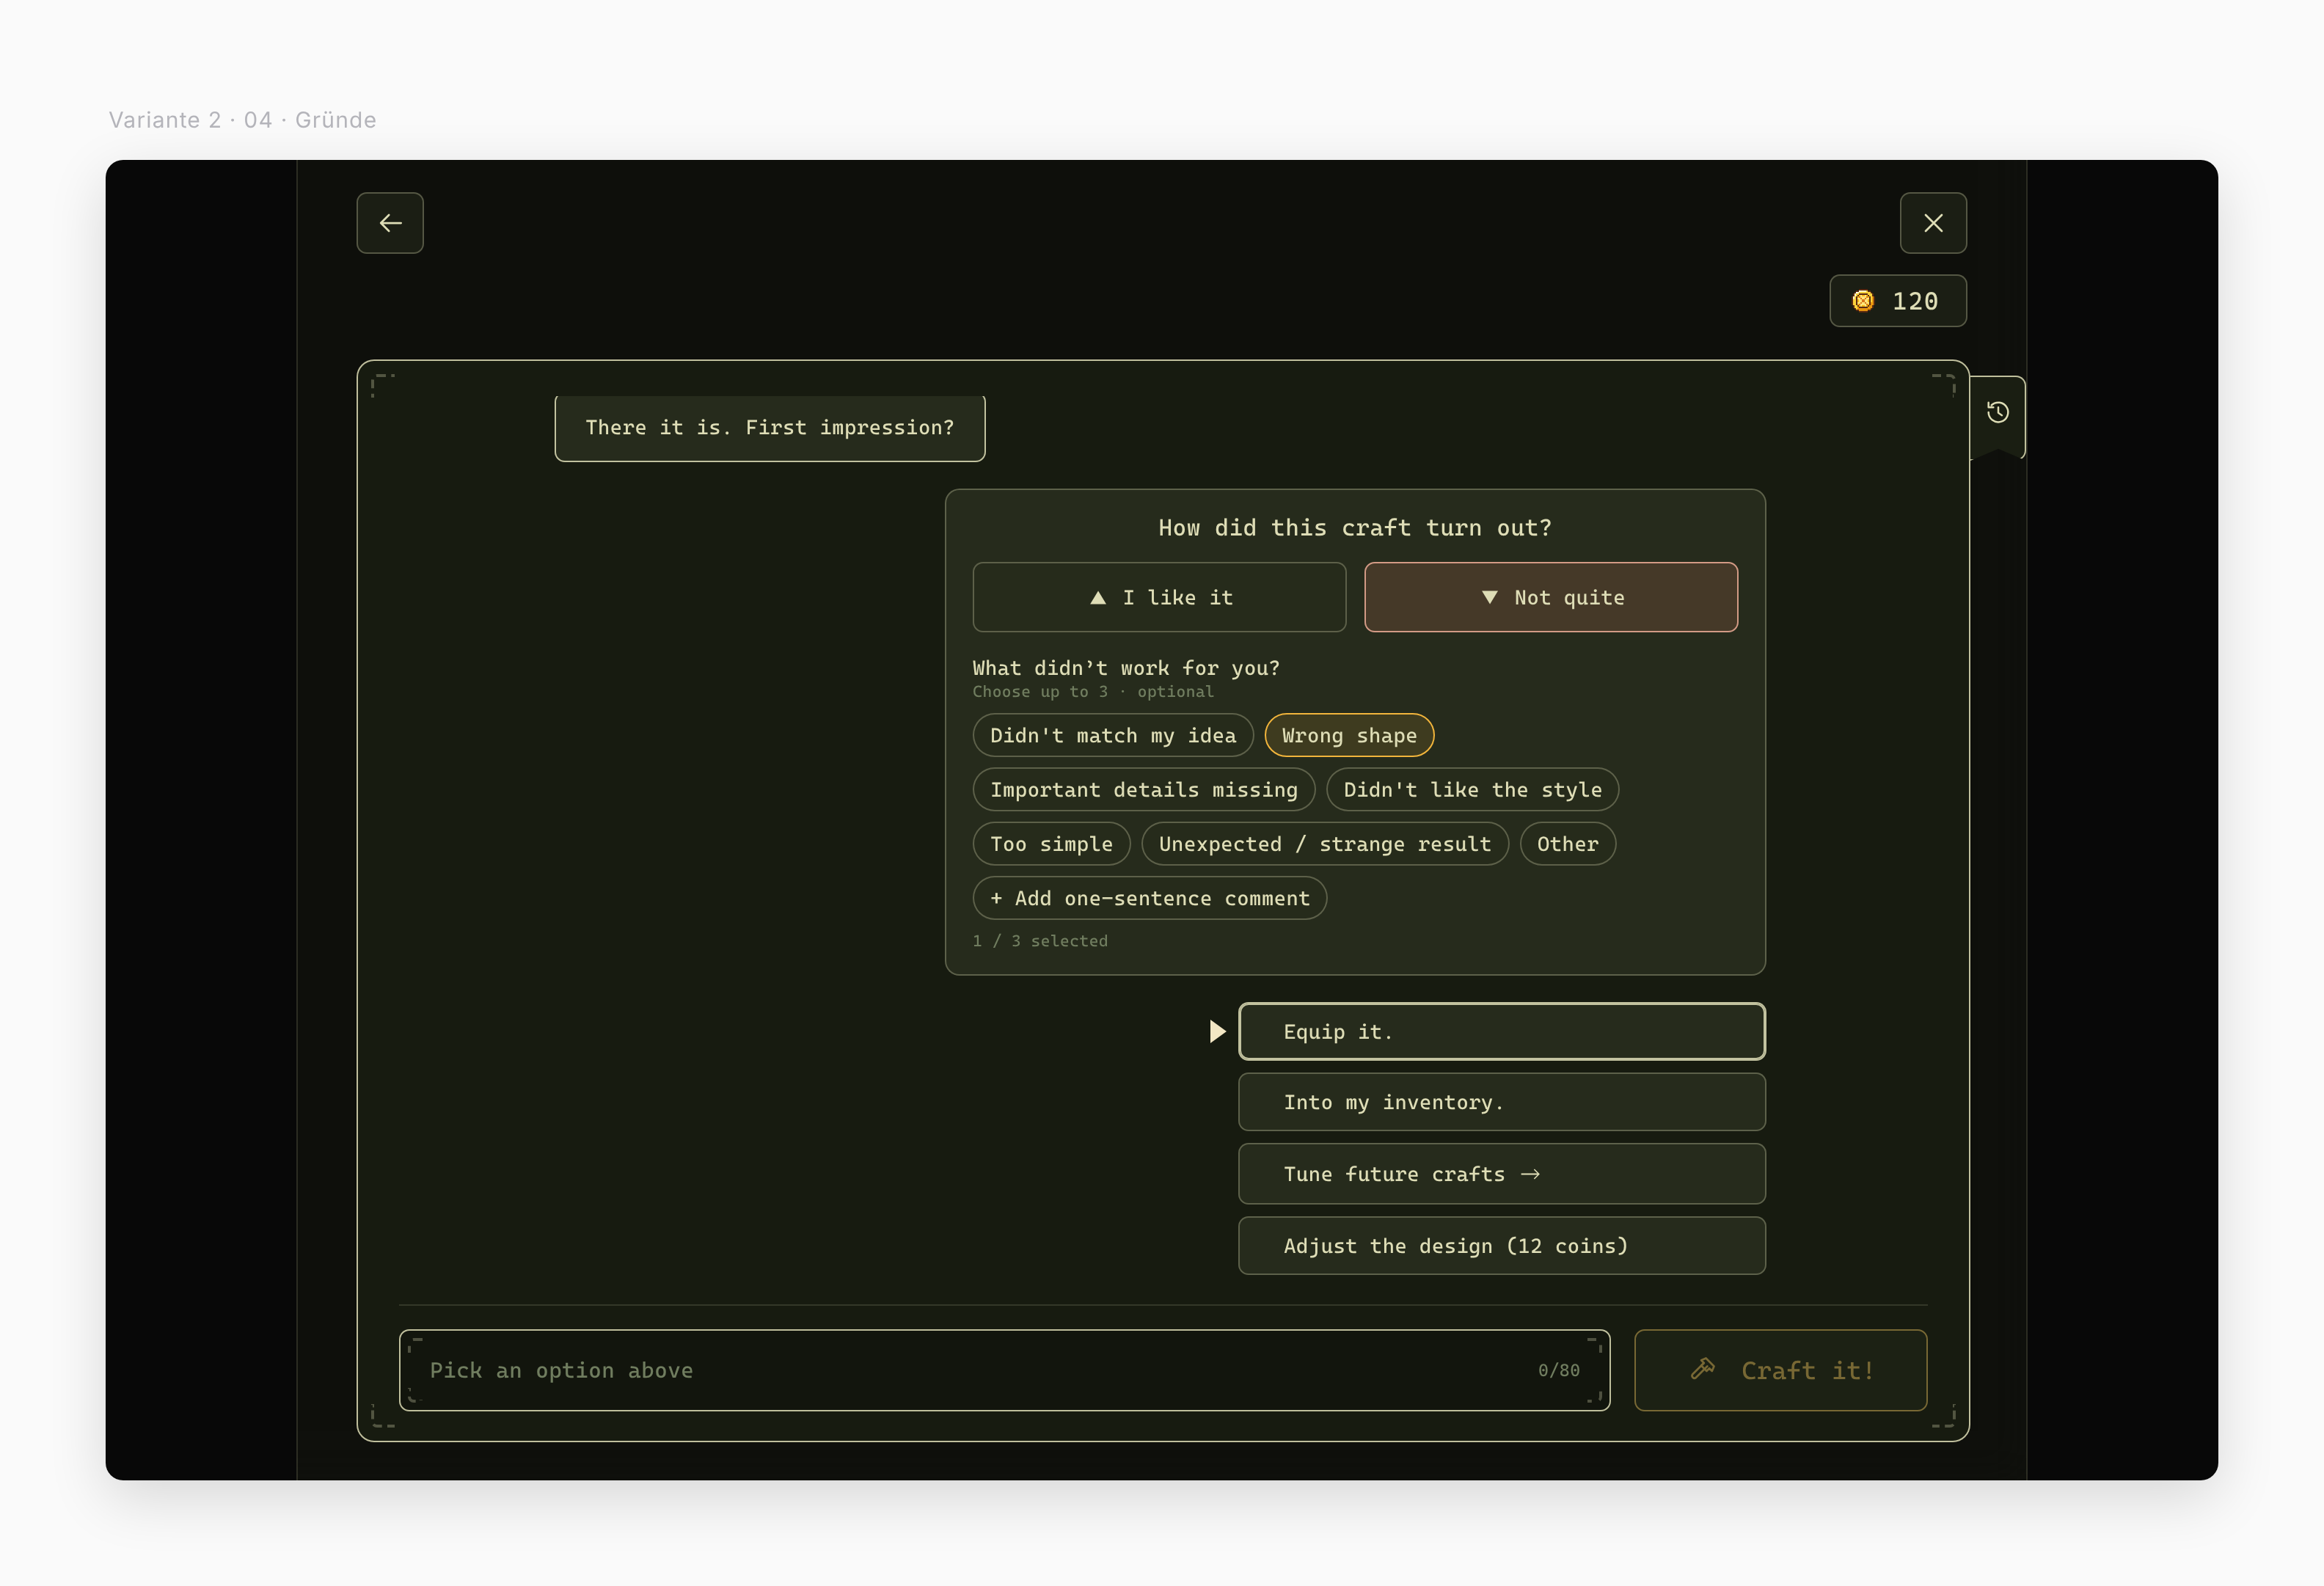 Variante 2 · 04 · Gründe
120
There it is. First impression?
How did this craft turn out?
▲ I like it
▼ Not quite
What didn’t work for you?
Choose up to 3 · optional
Didn't match my idea
Wrong shape
Important details missing
Didn't like the style
Too simple
Unexpected / strange result
Other
+ Add one-sentence comment
1 / 3 selected
Equip it.
Into my inventory.
Tune future crafts →
Adjust the design (12 coins)
Pick an option above
0/80
Craft it!